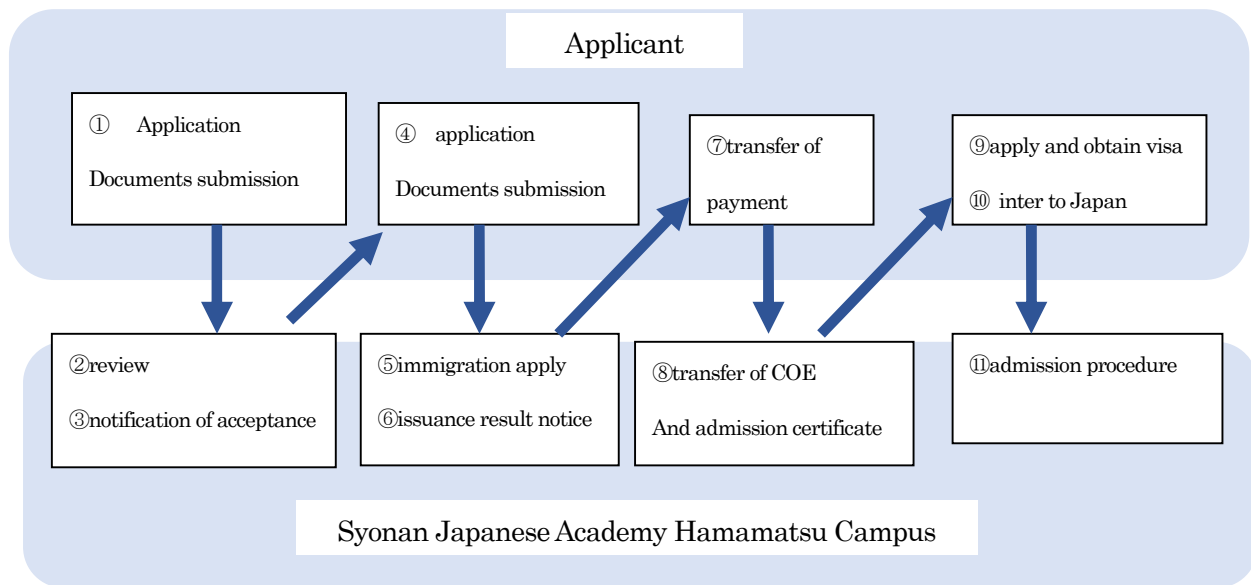 Applicant
① Application
Documents submission
④ application
Documents submission
⑦transfer of
payment
⑨apply and obtain visa
⑩ inter to Japan
②review
③notification of acceptance
⑤immigration apply
⑥issuance result notice
⑧transfer of COE
And admission certificate
⑪admission procedure
Syonan Japanese Academy Hamamatsu Campus